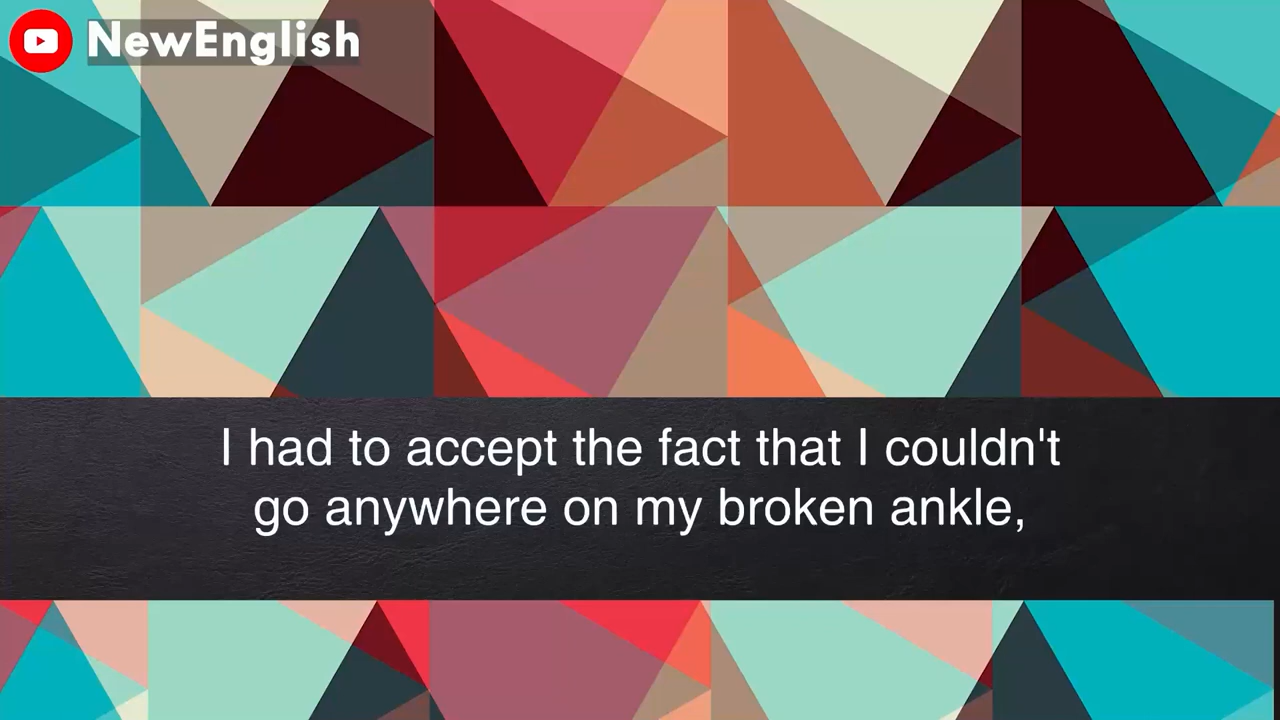 NewEnglish
I had to accept the fact that I couldn't
go anywhere on my broken ankle,